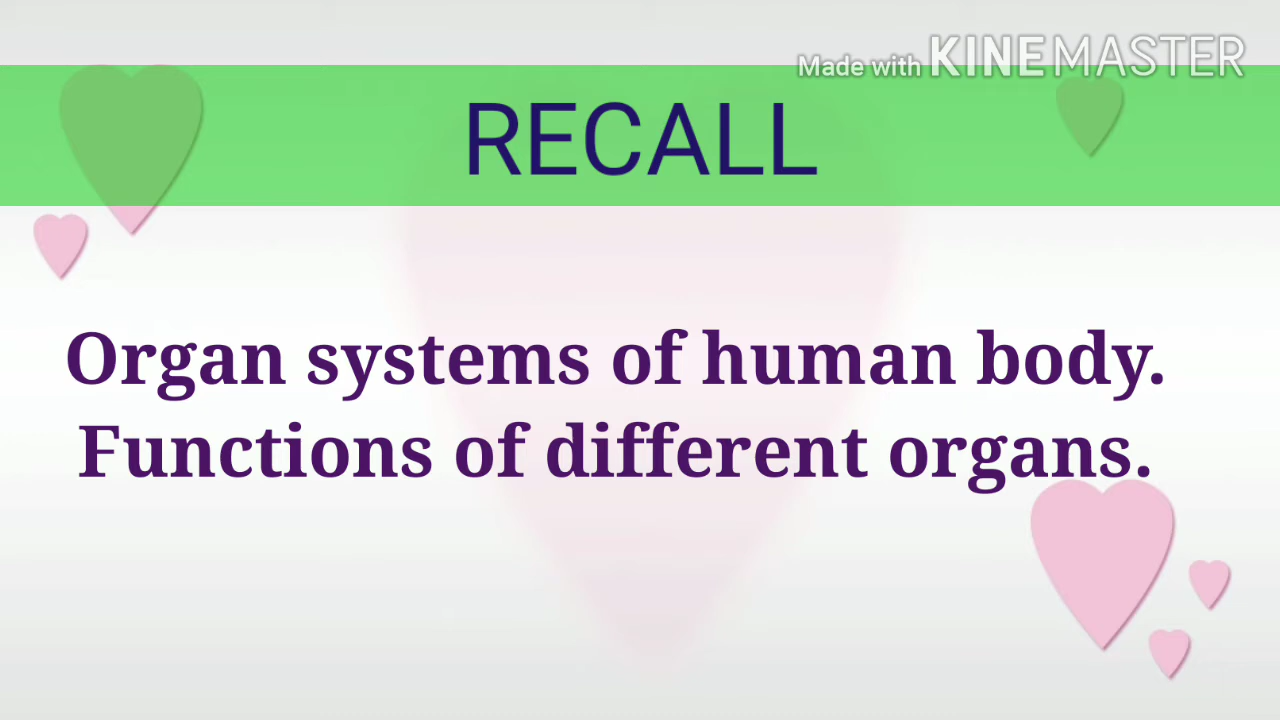 Made with KINEMASTER
RECALL
Organ systems of human body.
Functions of different organs.